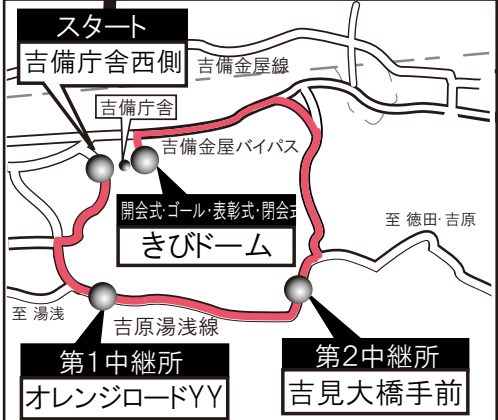 スタート
吉備庁舎西側
吉備金屋線
吉備庁舎
吉備金屋バイパス
開会式・ゴール・表彰式・閉会式
きびドーム
至 徳田・吉原
至 湯浅
吉原湯浅線
第1中継所
オレンジロードYY
第2中継所
吉見大橋手前